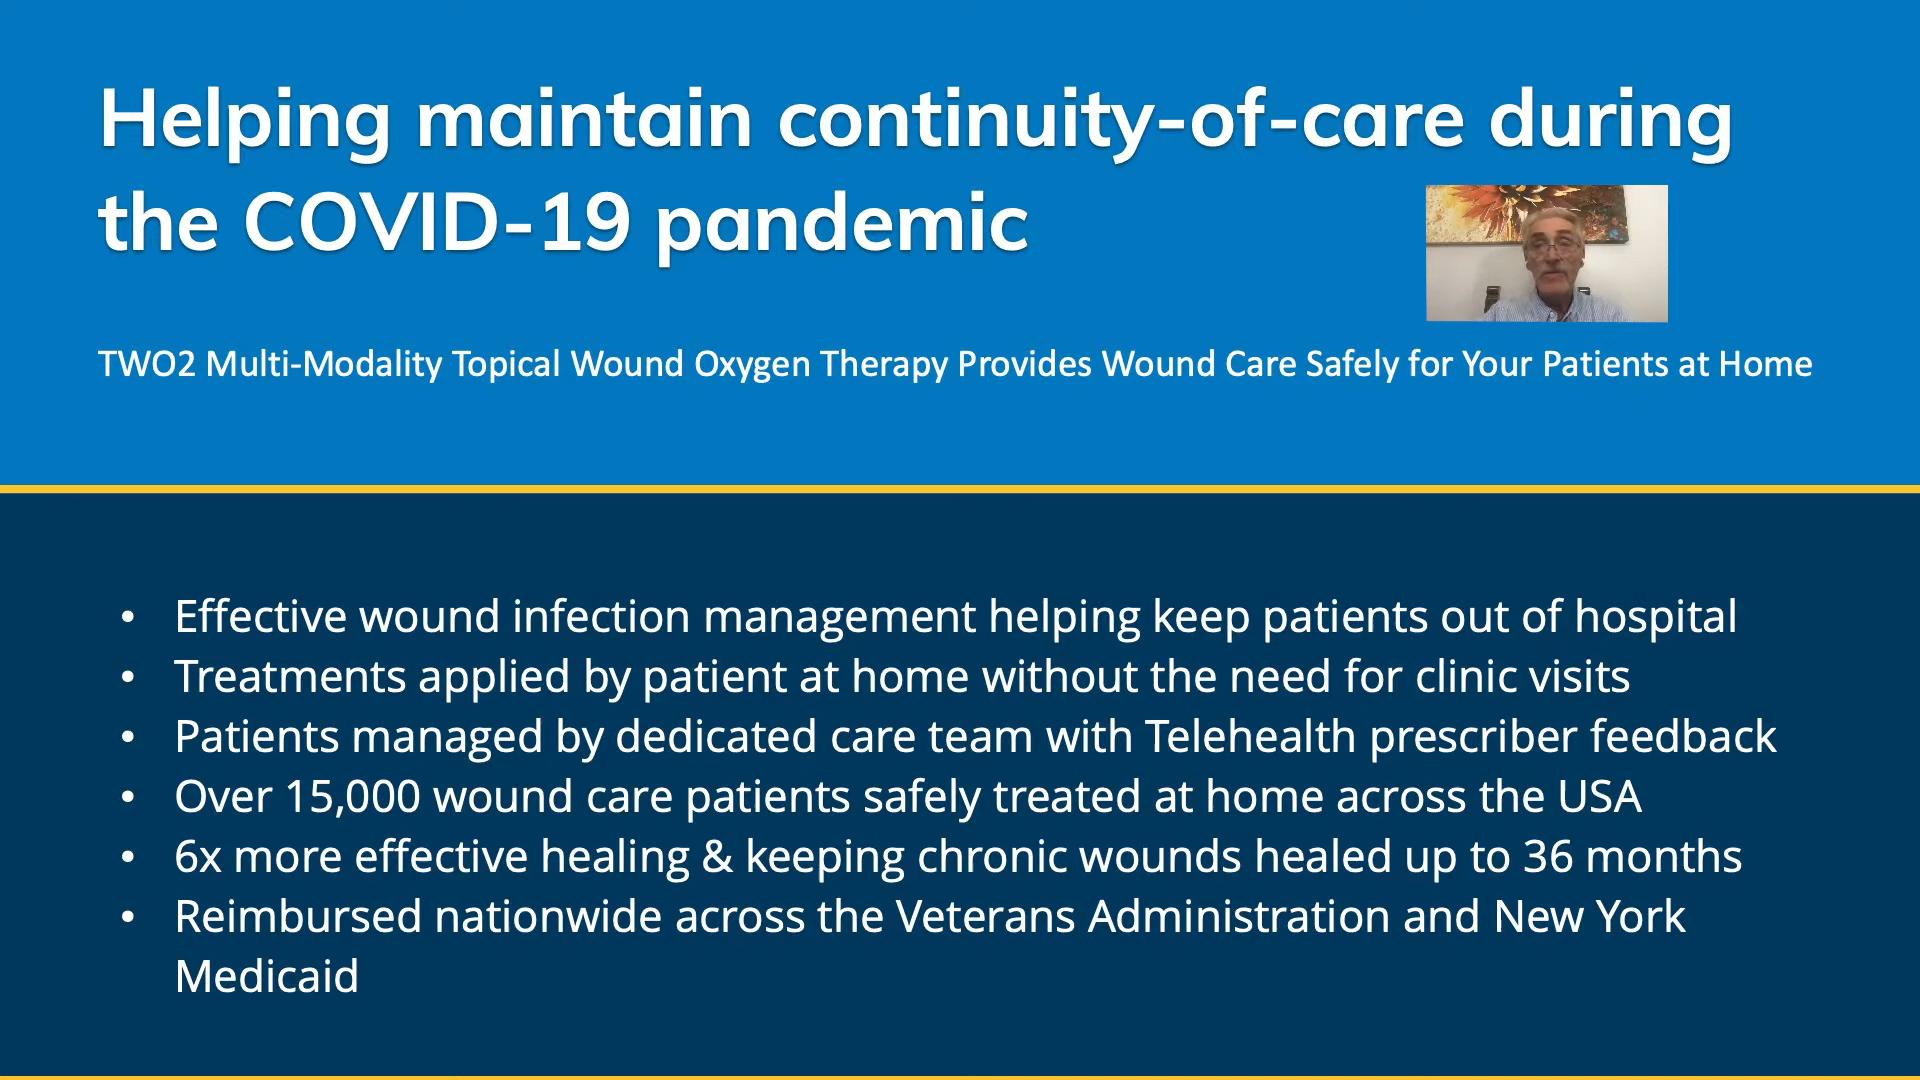 Helping maintain continuity-of-care during
the COVID-19 pandemic
TWO2 Multi-Modality Topical Wound Oxygen Therapy Provides Wound Care Safely for Your Patients at Home
• Effective wound infection management helping keep patients out of hospital
• Treatments applied by patient at home without the need for clinic visits
• Patients managed by dedicated care team with Telehealth prescriber feedback
• Over 15,000 wound care patients safely treated at home across the USA
• 6x more effective healing & keeping chronic wounds healed up to 36 months
• Reimbursed nationwide across the Veterans Administration and New York
Medicaid